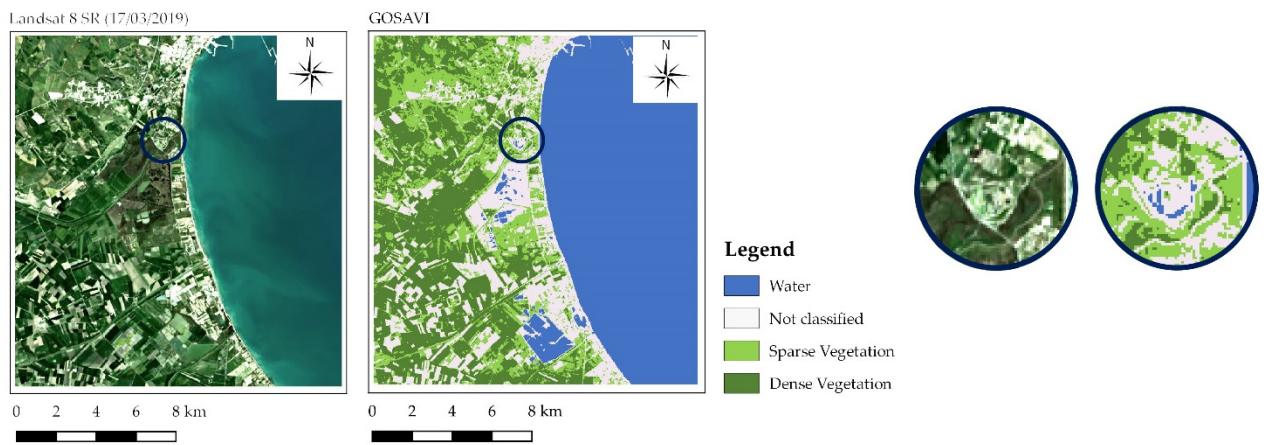 Landsat 8 SR (17/03/2019)
GOSAVI
N
N
Legend
Water
Not classified
Sparse Vegetation
Dense Vegetation
0 2 4 6 8 km
0 2 4 6 8 km